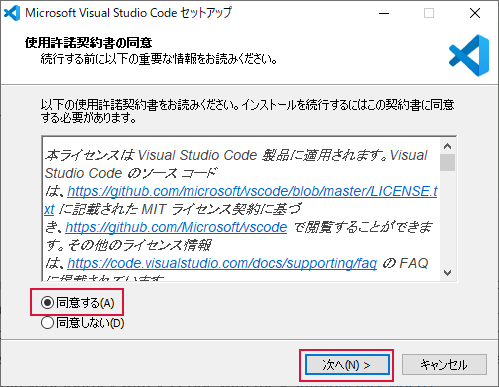 Microsoft Visual Studio Code セットアップ
使用許諾契約書の同意
続行する前に以下の重要な情報をお読みください。
以下の使用許諾契約書をお読みください。インストールを続行するにはこの契約書に同意
する必要があります。
本ライセンスは Visual Studio Code 製品に適用されます。Visual
Studio Code のソース コード
は、https://github.com/microsoft/vscode/blob/master/LICENSE.t
xt に記載された MIT ライセンス契約に基づ
き、https://github.com/Microsoft/vscode で閲覧することができま
す。その他のライセンス情報
は、https://code.visualstudio.com/docs/supporting/faq の FAQ
に掲載されています
同意する(A)
同意しない(D)
次へ(N) >
キャンセル